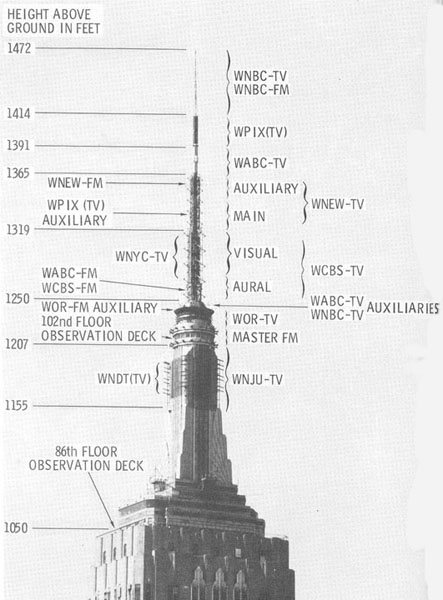 HEIGHT ABOVE
GROUND IN FEET
1472
WNBC-TV
WNBC-FM
1414
WPIX(TV)
1391
WABC-TV
1365
WNEW-FM
AUXILIARY
WNEW-TV
WPIX (TV)
AUXILIARY
MAIN
1319
WNYC-TV
VISUAL
WCBS-TV
WABC-FM
WCBS-FM
AURAL
1250
WABC-TV
WNBC-TV
AUXILIARIES
WOR-FM AUXILIARY
102nd FLOOR
OBSERVATION DECK
WOR-TV
MASTER FM
1207
WNDT(TV)
WNJU-TV
1155
86th FLOOR
OBSERVATION DECK
1050